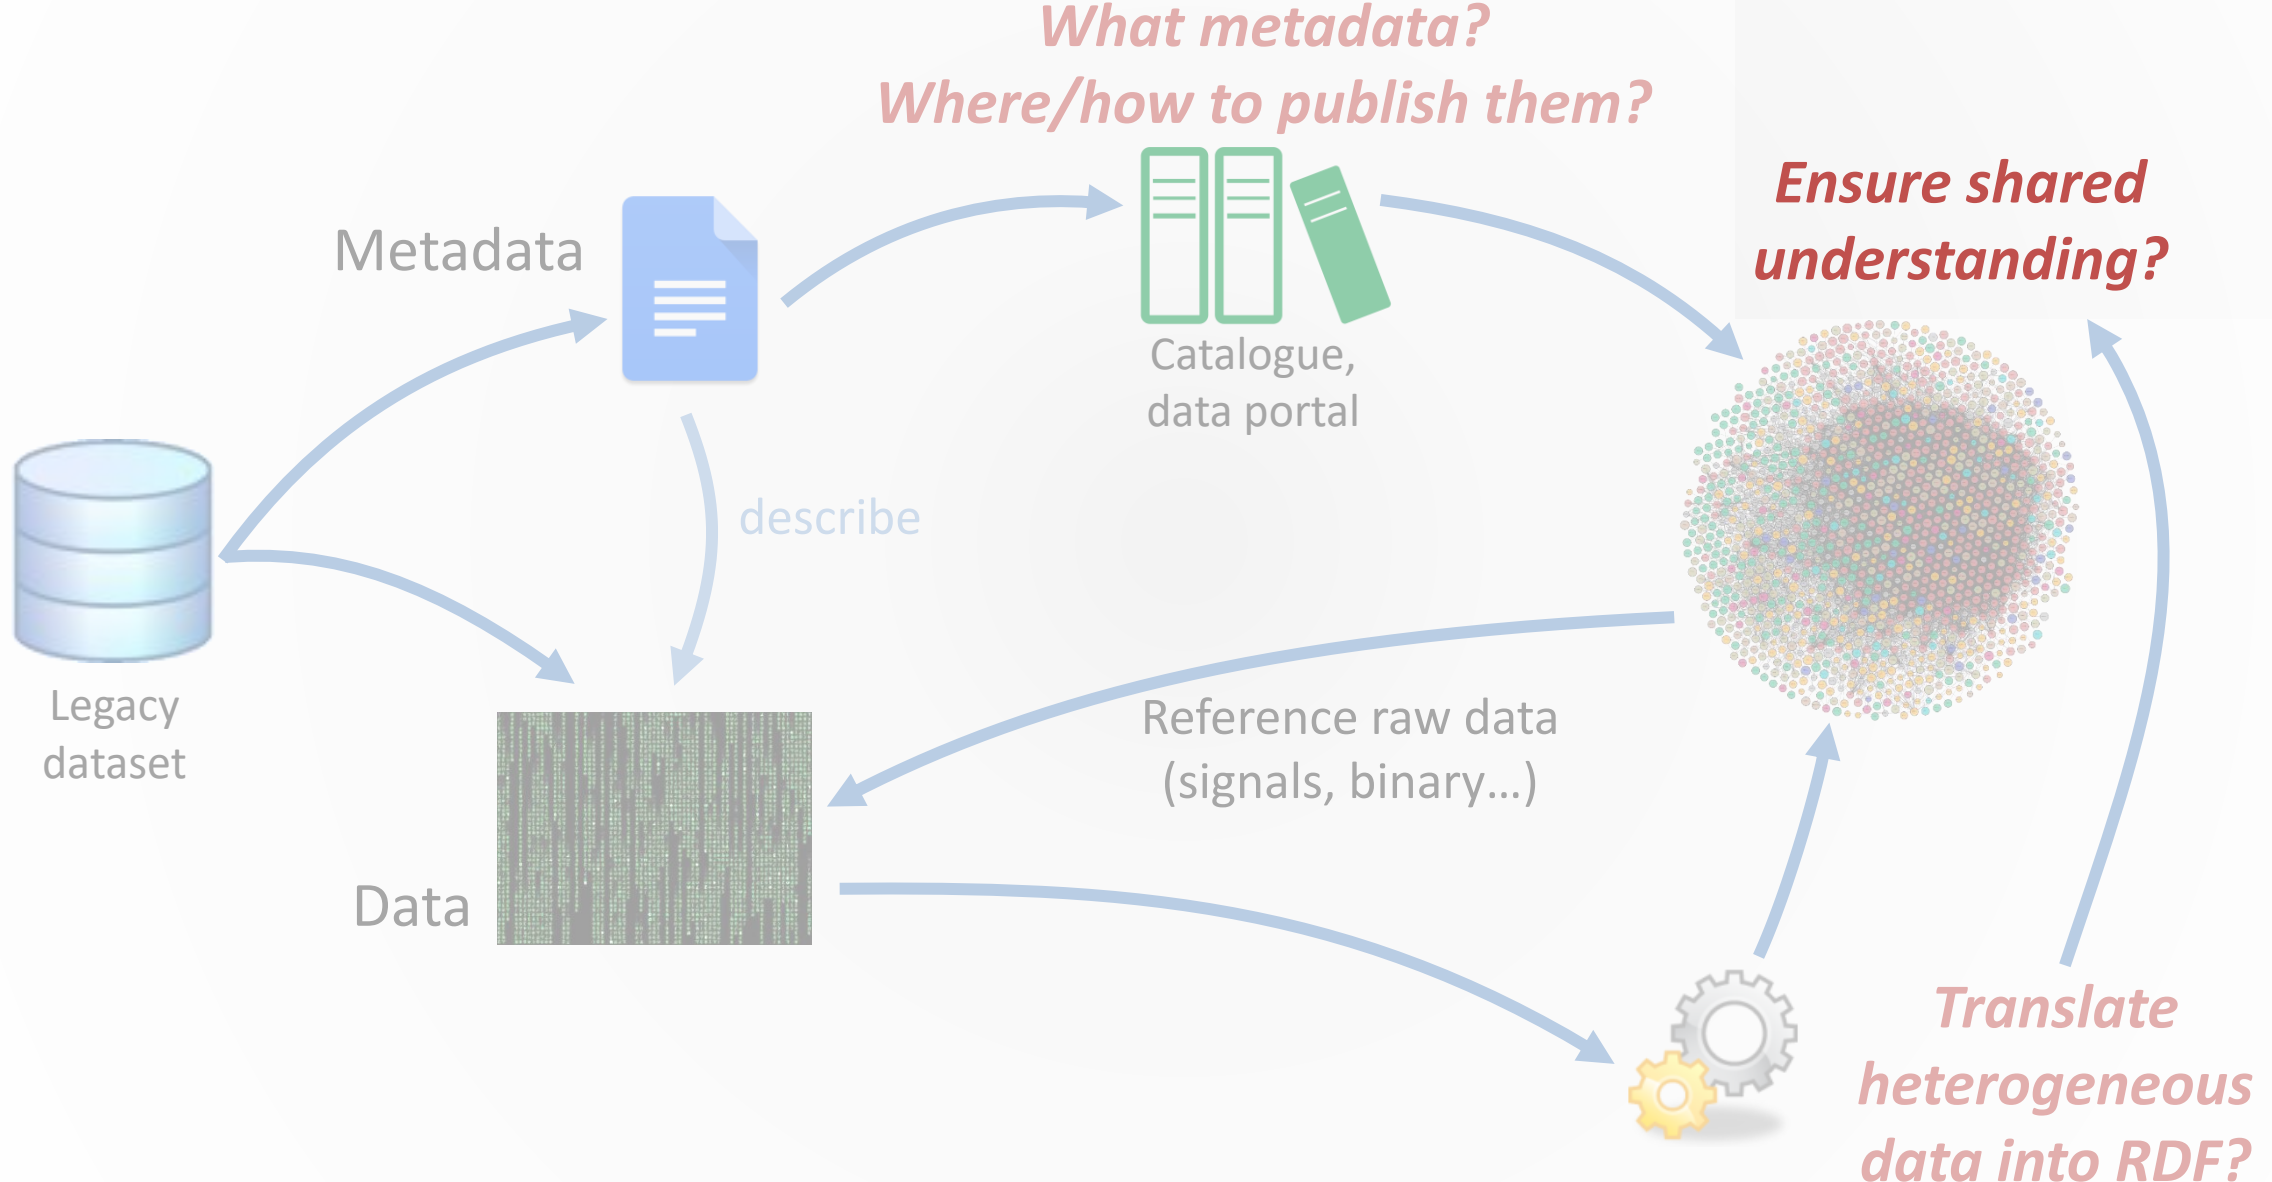 What metadata?
Where/how to publish them?
Ensure shared
understanding?
Metadata
Catalogue,
data portal
describe
Legacy
dataset
Reference raw data
(signals, binary...)
Data
Translate
heterogeneous
data into RDF?